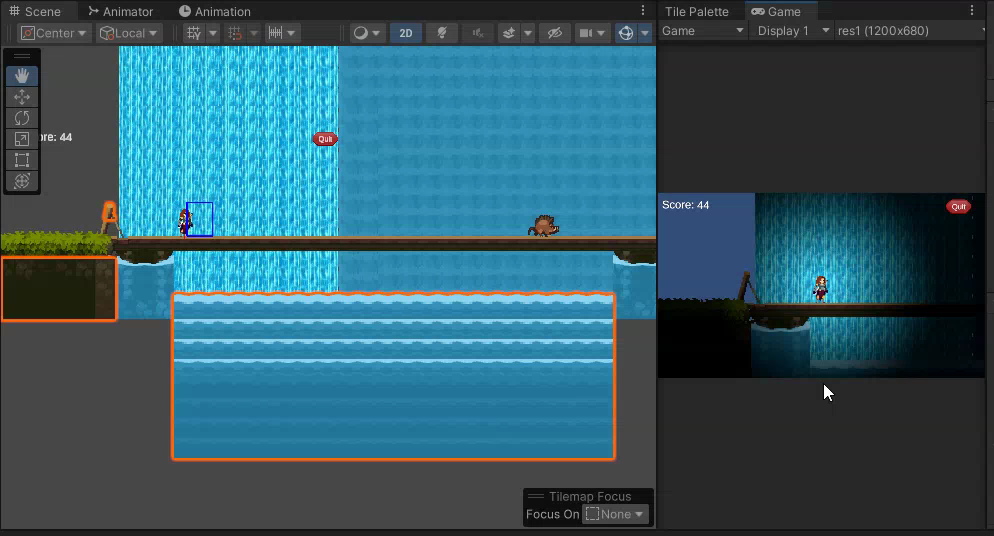 Scene Animator Animation
Tile Palette Game
Center Local 2D
Game Display 1 res1 (1200x680)
re: 44
Quit
Score: 44
Quit
Tilemap Focus
Focus On None